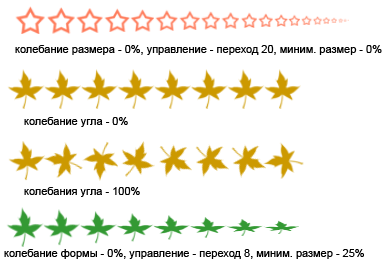 колебание размера - 0%, управление - переход 20, миним. размер - 0%
колебание угла - 0%
колебания угла - 100%
колебание формы - 0%, управление - переход 8, миним. размер - 25%